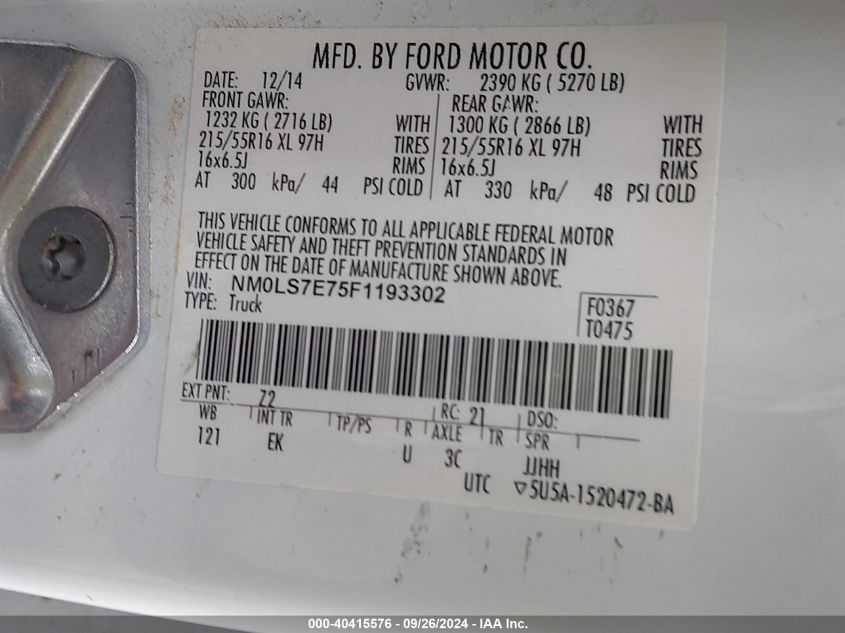 MFD. BY FORD MOTOR CO.
DATE: 12/14 GVWR: 2390 KG ( 5270 LB)
FRONT GAWR: REAR GAWR:
1232 KG ( 2716 LB) WITH 1300 KG ( 2866 LB) WITH
215/55R16 XL 97H TIRES 215/55R16 XL 97H TIRES
16x6.5J RIMS 16x6.5J RIMS
AT 300 kPa/ 44 PSI COLD AT 330 kPa/ 48 PSI COLD
THIS VEHICLE CONFORMS TO ALL APPLICABLE FEDERAL MOTOR
VEHICLE SAFETY AND THEFT PREVENTION STANDARDS IN
EFFECT ON THE DATE OF MANUFACTURE SHOWN ABOVE.
VIN: NM0LS7E75F1193302
TYPE: Truck
F0367
T0475
EXT PNT: Z2 RC: 21 DSO:
WB INT TR TP/PS R AXLE TR SPR
121 EK U 3C JJHH
UTC ▽5U5A-1520472-BA
000-40415576 - 09/26/2024 - IAA Inc.